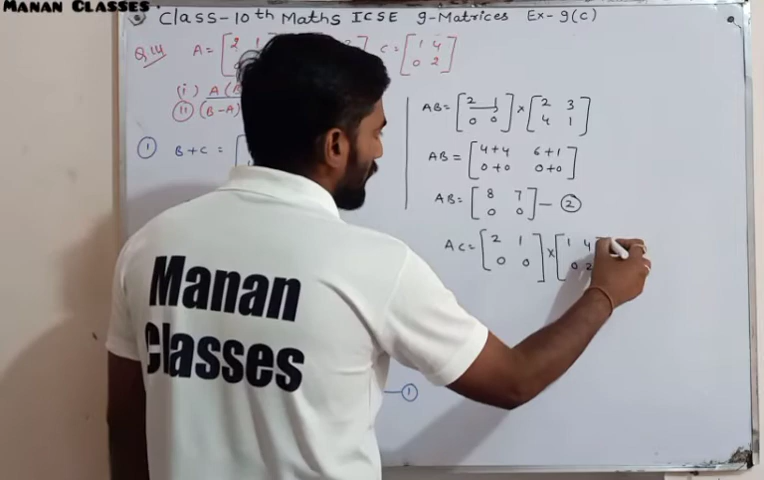 MANAN CLASSES
Class-10th Maths ICSE 9-Matrices Ex-9(c)
Q.14 A = [2 1 C = [1 4
0 2]
(i) A(B
(ii) (B-A)
① B+C = [
AB = [2 1 0 0] × [2 3 4 1]
AB = [4+4 6+1 0+0 0+0]
AB = [8 7 0 0] — ②
AC = [2 1 0 0] × [1 4 0 2
— ①
Manan
Classes